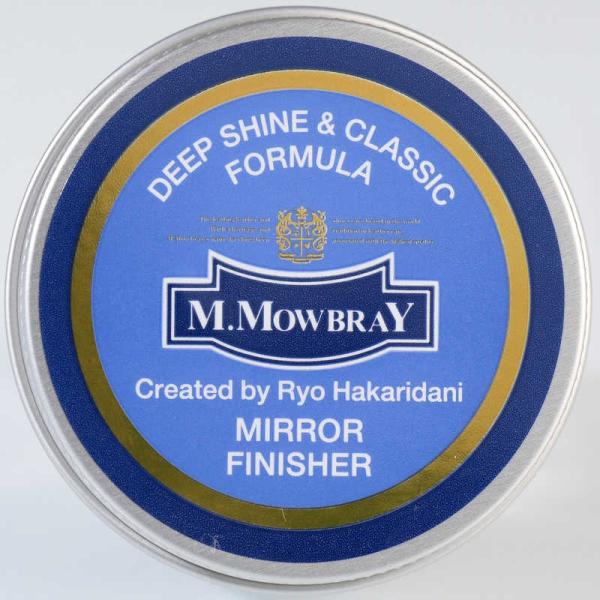 DEEP SHINE & CLASSIC
FORMULA
M.MOWBRAY
Created by Ryo Hakaridani
MIRROR
FINISHER